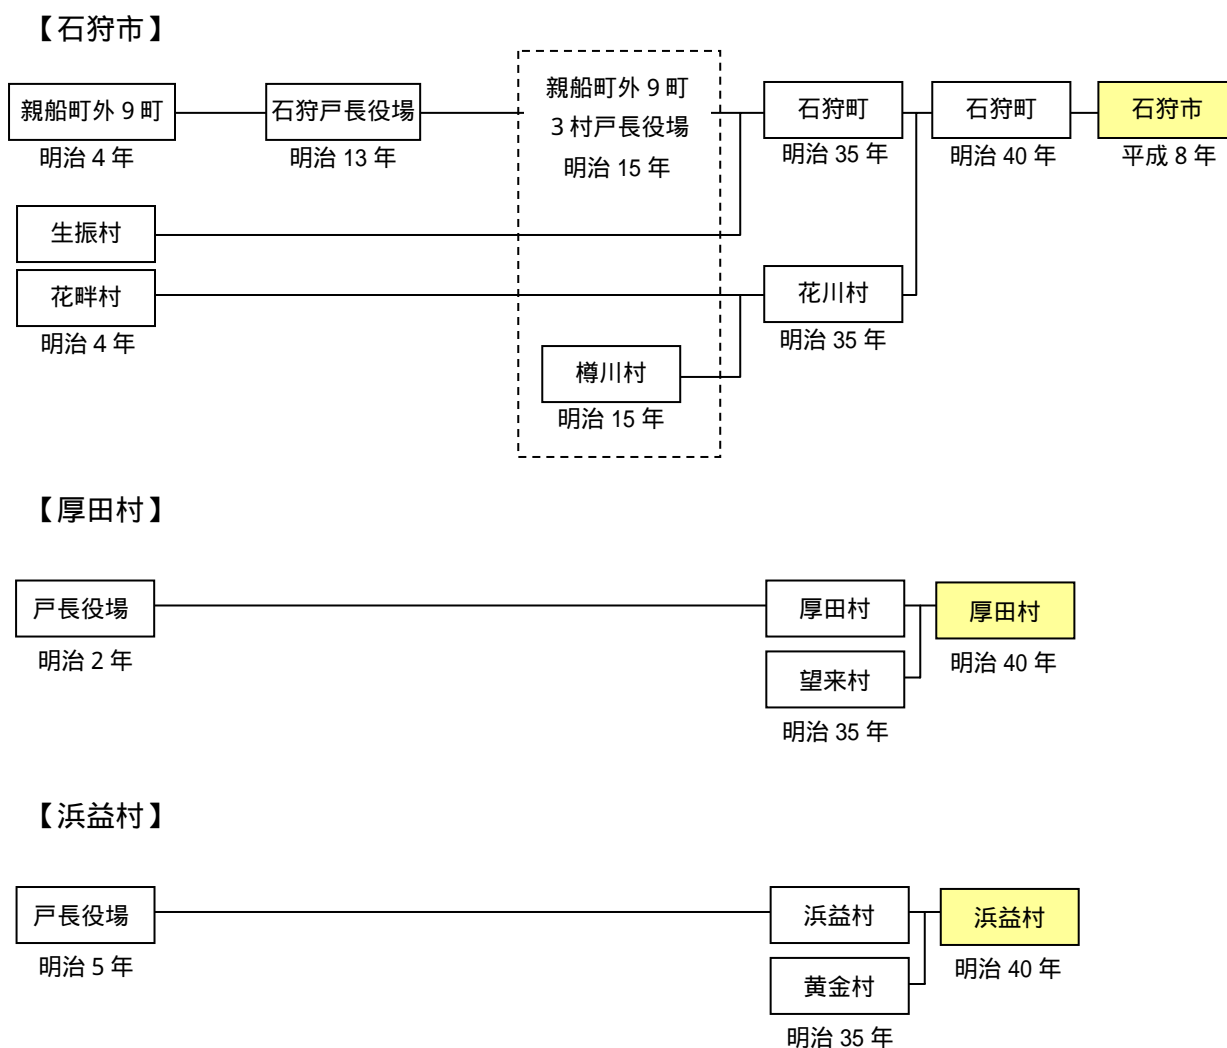 【石狩市】
親船町外 9 町
明治 4 年
石狩戸長役場
明治 13 年
親船町外 9 町
3 村戸長役場
明治 15 年
石狩町
明治 35 年
石狩町
明治 40 年
石狩市
平成 8 年
生振村
花畔村
明治 4 年
花川村
明治 35 年
樽川村
明治 15 年
【厚田村】
戸長役場
明治 2 年
厚田村
望来村
明治 35 年
厚田村
明治 40 年
【浜益村】
戸長役場
明治 5 年
浜益村
黄金村
明治 35 年
浜益村
明治 40 年